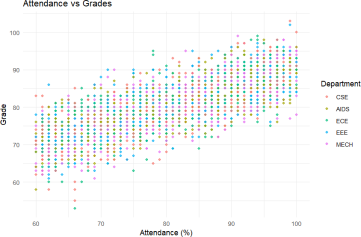 Attendance vs Grades
100
90
80
70
60
Grade
60
70
80
90
100
Attendance (%)
Department
CSE
AIDS
ECE
EEE
MECH